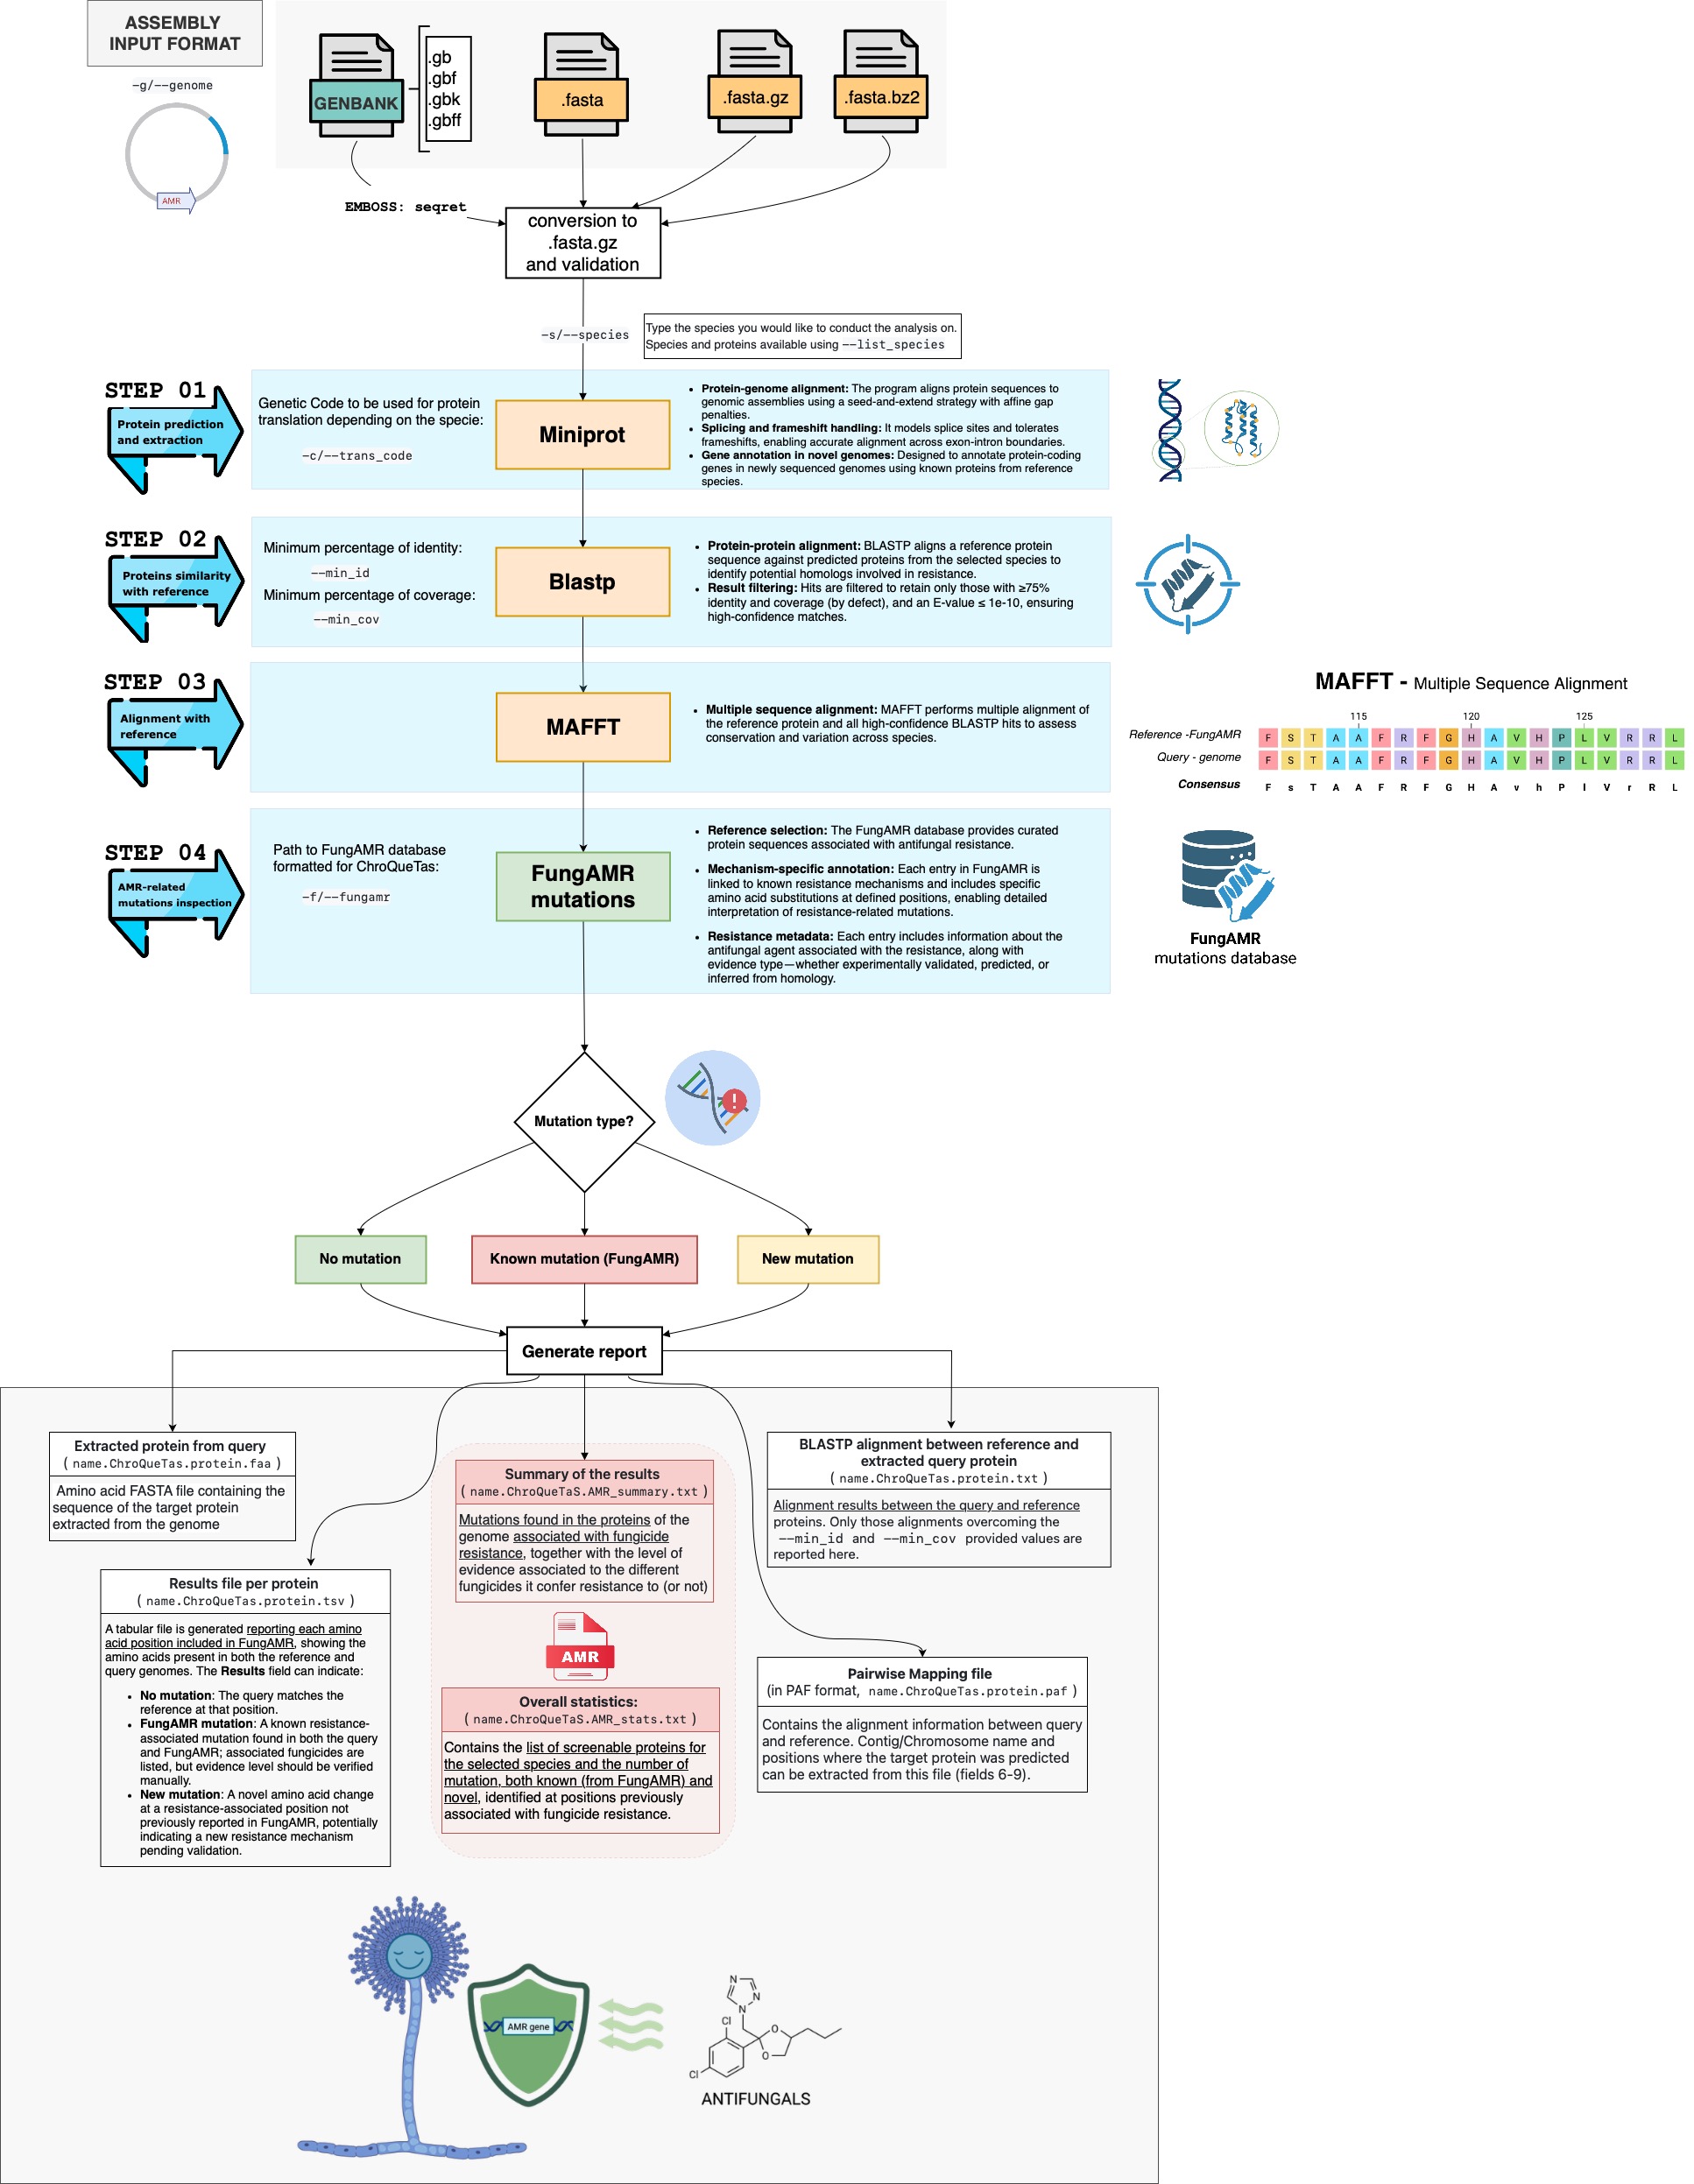 ASSEMBLY
INPUT FORMAT
-g/--genome
AMR
GENBANK
.gb
.gbf
.gbk
.gbff
.fasta
.fasta.gz
.fasta.bz2
EMBOSS: seqret
conversion to
.fasta.gz
and validation
-s/--species
Type the species you would like to conduct the analysis on.
Species and proteins available using --list_species
STEP 01
Protein prediction
and extraction
Genetic Code to be used for protein
translation depending on the specie:
-c/--trans_code
Miniprot
• Protein-genome alignment: The program aligns protein sequences to
genomic assemblies using a seed-and-extend strategy with affine gap
penalties.
• Splicing and frameshift handling: It models splice sites and tolerates
frameshifts, enabling accurate alignment across exon-intron boundaries.
• Gene annotation in novel genomes: Designed to annotate protein-coding
genes in newly sequenced genomes using known proteins from reference
species.
STEP 02
Proteins similarity
with reference
Minimum percentage of identity:
--min_id
Minimum percentage of coverage:
--min_cov
Blastp
• Protein-protein alignment: BLASTP aligns a reference protein
sequence against predicted proteins from the selected species to
identify potential homologs involved in resistance.
• Result filtering: Hits are filtered to retain only those with ≥75%
identity and coverage (by defect), and an E-value ≤ 1e-10, ensuring
high-confidence matches.
STEP 03
Alignment with
reference
MAFFT
• Multiple sequence alignment: MAFFT performs multiple alignment of
the reference protein and all high-confidence BLASTP hits to assess
conservation and variation across species.
MAFFT - Multiple Sequence Alignment
115 120 125
Reference -FungAMR F S T A A F R F G H A V H P L V R R L
Query - genome F S T A A F R F G H A V H P L V R R L
Consensus F s T A A F R F G H A v h P l V r R L
STEP 04
AMR-related
mutations inspection
Path to FungAMR database
formatted for ChroQueTas:
-f/--fungamr
FungAMR
mutations
• Reference selection: The FungAMR database provides curated
protein sequences associated with antifungal resistance.
• Mechanism-specific annotation: Each entry in FungAMR is
linked to known resistance mechanisms and includes specific
amino acid substitutions at defined positions, enabling detailed
interpretation of resistance-related mutations.
• Resistance metadata: Each entry includes information about the
antifungal agent associated with the resistance, along with
evidence type—whether experimentally validated, predicted, or
inferred from homology.
FungAMR
mutations database
Mutation type?
!
No mutation
Known mutation (FungAMR)
New mutation
Generate report
Extracted protein from query
( name.ChroQueTas.protein.faa )
Amino acid FASTA file containing the
sequence of the target protein
extracted from the genome
Results file per protein
( name.ChroQueTas.protein.tsv )
A tabular file is generated reporting each amino
acid position included in FungAMR, showing the
amino acids present in both the reference and
query genomes. The Results field can indicate:
• No mutation: The query matches the
reference at that position.
• FungAMR mutation: A known resistance-
associated mutation found in both the query
and FungAMR; associated fungicides are
listed, but evidence level should be verified
manually.
• New mutation: A novel amino acid change
at a resistance-associated position not
previously reported in FungAMR, potentially
indicating a new resistance mechanism
pending validation.
Summary of the results
( name.ChroQueTaS.AMR_summary.txt )
Mutations found in the proteins of the
genome associated with fungicide
resistance, together with the level of
evidence associated to the different
fungicides it confer resistance to (or not)
AMR
Overall statistics:
( name.ChroQueTaS.AMR_stats.txt )
Contains the list of screenable proteins for
the selected species and the number of
mutation, both known (from FungAMR) and
novel, identified at positions previously
associated with fungicide resistance.
BLASTP alignment between reference and
extracted query protein
( name.ChroQueTas.protein.txt )
Alignment results between the query and reference
proteins. Only those alignments overcoming the
--min_id and --min_cov provided values are
reported here.
Pairwise Mapping file
(in PAF format, name.ChroQueTas.protein.paf )
Contains the alignment information between query
and reference. Contig/Chromosome name and
positions where the target protein was predicted
can be extracted from this file (fields 6-9).
AMR gene
N
N
N
Cl
O
O
Cl
ANTIFUNGALS